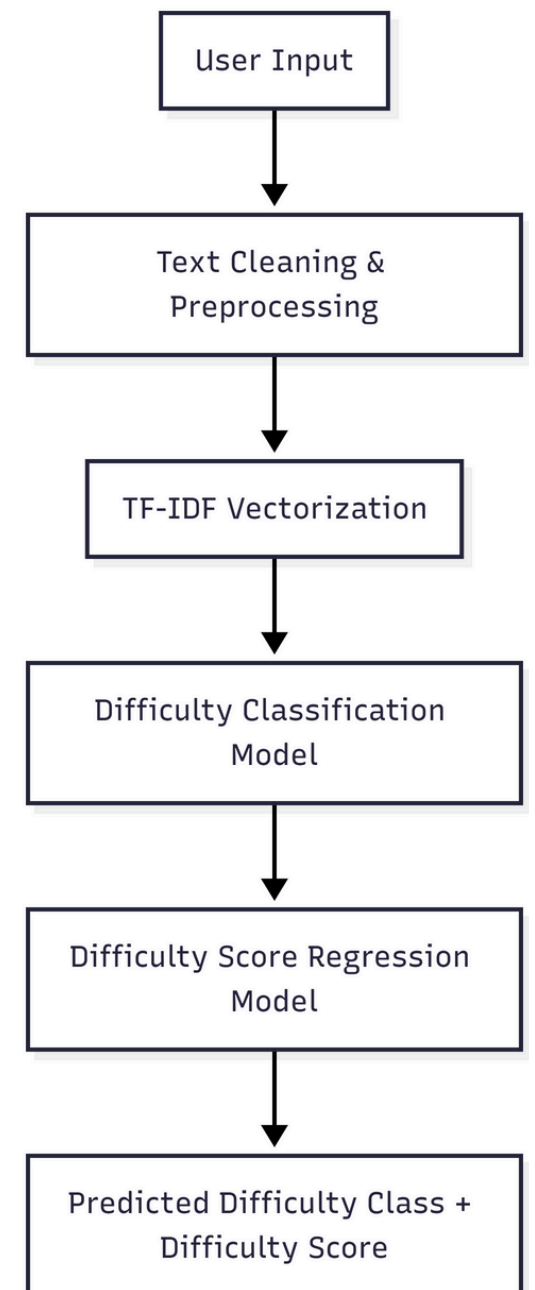 User Input
Text Cleaning &
Preprocessing
TF-IDF Vectorization
Difficulty Classification
Model
Difficulty Score Regression
Model
Predicted Difficulty Class +
Difficulty Score